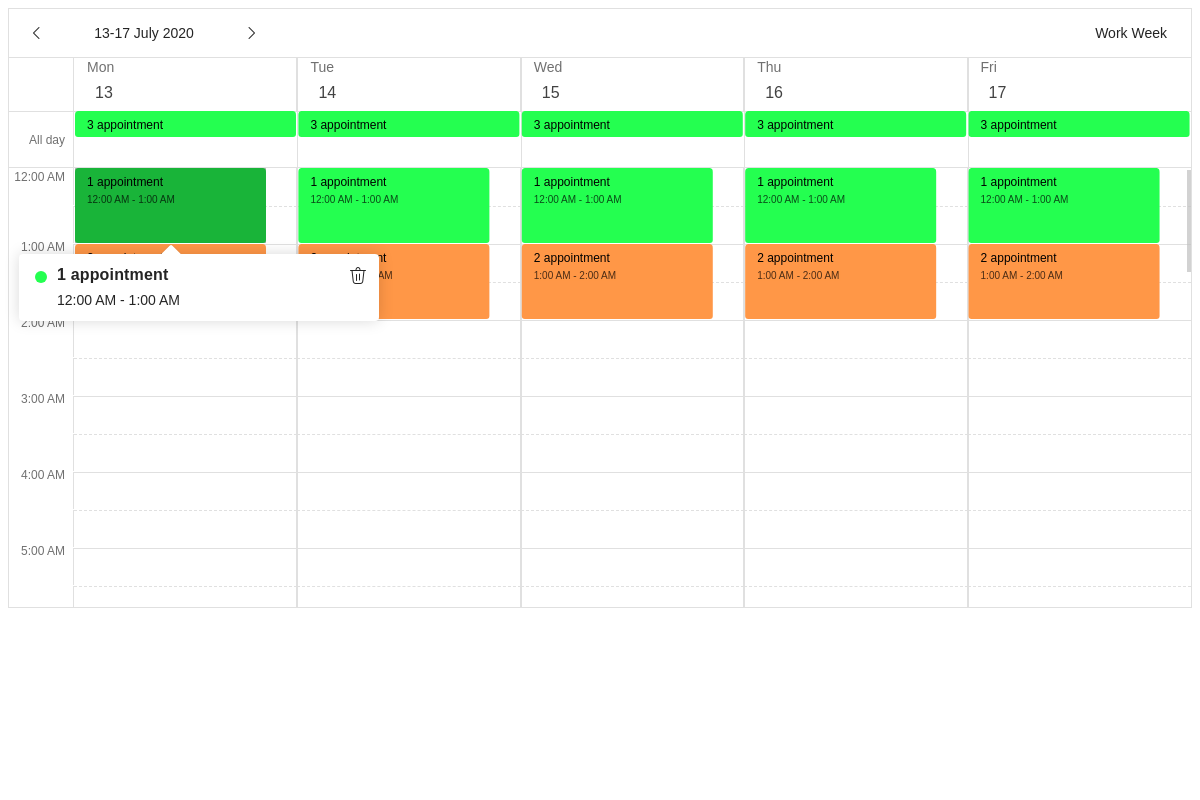 13-17 July 2020
Work Week
Mon
Tue
Wed
Thu
Fri
13
14
15
16
17
All day
3 appointment
3 appointment
3 appointment
3 appointment
3 appointment
12:00 AM
1 appointment
12:00 AM - 1:00 AM
1 appointment
12:00 AM - 1:00 AM
1 appointment
12:00 AM - 1:00 AM
1 appointment
12:00 AM - 1:00 AM
1 appointment
12:00 AM - 1:00 AM
1:00 AM
AM
2 appointment
1:00 AM - 2:00 AM
2 appointment
1:00 AM - 2:00 AM
2 appointment
1:00 AM - 2:00 AM
1 appointment
12:00 AM - 1:00 AM
2:00 AM
3:00 AM
4:00 AM
5:00 AM